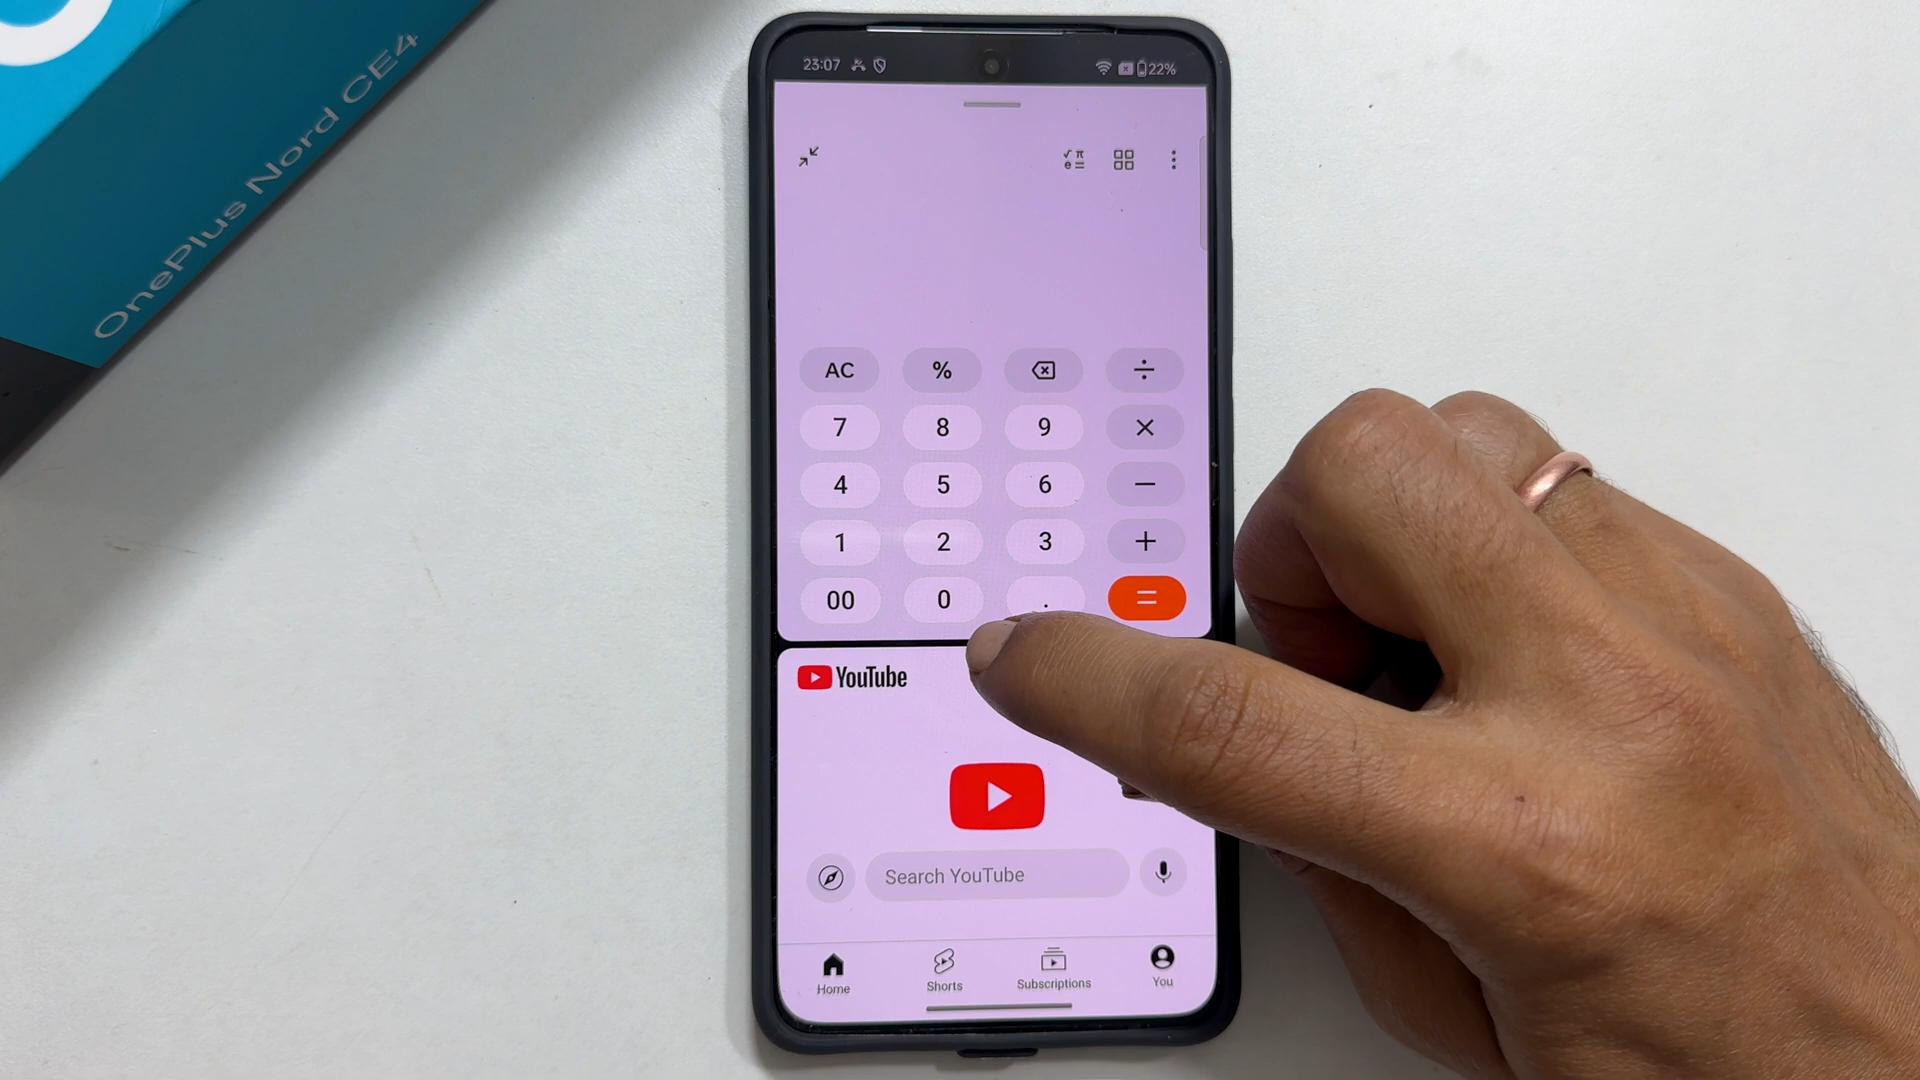 OnePlus Nord CE4
23:07
22%
√ π
e =
AC % ÷
7 8 9 ×
4 5 6 −
1 2 3 +
00 0 . =
YouTube
Search YouTube
Home Shorts Subscriptions You